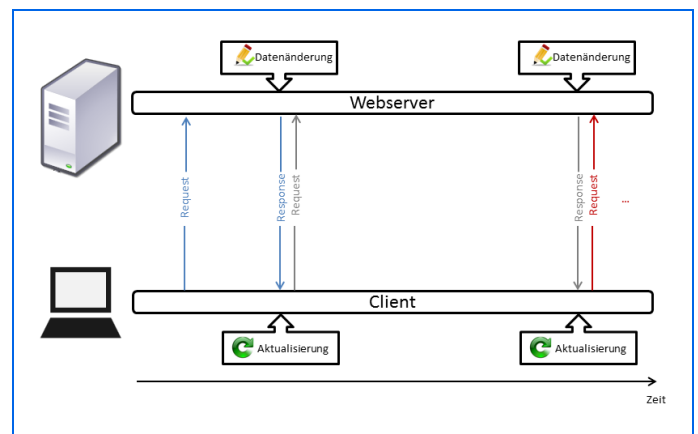 Datenänderung
Datenänderung
Webserver
Request
Response
Request
Response
Request
...
Client
Aktualisierung
Aktualisierung
Zeit